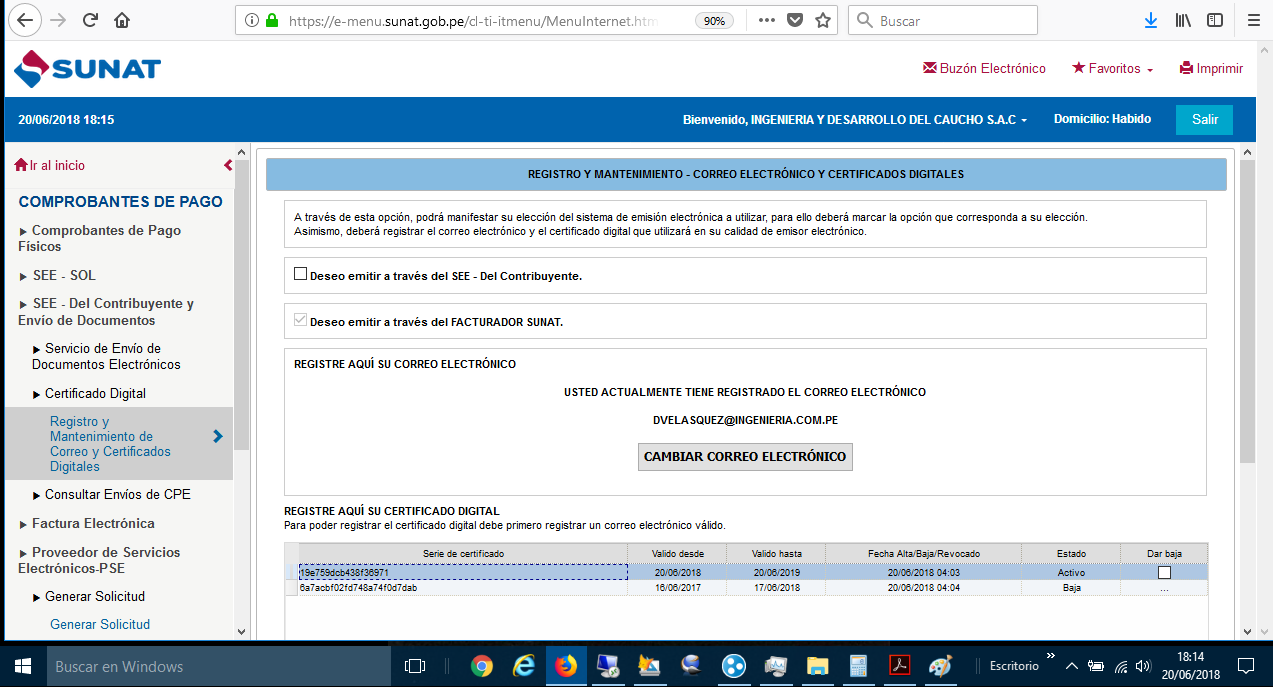 https://e-menu.sunat.gob.pe/cl-ti-itmenu/MenuInternet.htm
90%
Buscar
SUNAT
Buzón Electrónico
Favoritos
Imprimir
20/06/2018 18:15
Bienvenido, INGENIERIA Y DESARROLLO DEL CAUCHO S.A.C
Domicilio: Habido
Salir
Ir al inicio
COMPROBANTES DE PAGO
Comprobantes de Pago
Físicos
SEE - SOL
SEE - Del Contribuyente y
Envío de Documentos
Servicio de Envío de
Documentos Electrónicos
Certificado Digital
Registro y
Mantenimiento de
Correo y Certificados
Digitales
Consultar Envíos de CPE
Factura Electrónica
Proveedor de Servicios
Electrónicos-PSE
Generar Solicitud
Generar Solicitud
REGISTRO Y MANTENIMIENTO - CORREO ELECTRÓNICO Y CERTIFICADOS DIGITALES
A través de esta opción, podrá manifestar su elección del sistema de emisión electrónica a utilizar, para ello deberá marcar la opción que corresponda a su elección.
Asimismo, deberá registrar el correo electrónico y el certificado digital que utilizará en su calidad de emisor electrónico.
Deseo emitir a través del SEE - Del Contribuyente.
Deseo emitir a través del FACTURADOR SUNAT.
REGISTRE AQUÍ SU CORREO ELECTRÓNICO
USTED ACTUALMENTE TIENE REGISTRADO EL CORREO ELECTRÓNICO
DVELASQUEZ@INGENIERIA.COM.PE
CAMBIAR CORREO ELECTRÓNICO
REGISTRE AQUÍ SU CERTIFICADO DIGITAL
Para poder registrar el certificado digital debe primero registrar un correo electrónico válido.
Serie de certificado Valido desde Valido hasta Fecha Alta/Baja/Revocado Estado Dar baja
19e759dcb438f36971 20/06/2018 20/06/2019 20/06/2018 04:03 Activo
6a7acbf02fd748a74f0d7dab 16/06/2017 17/06/2018 20/06/2018 04:04 Baja ...
Buscar en Windows
Escritorio
18:14
20/06/2018